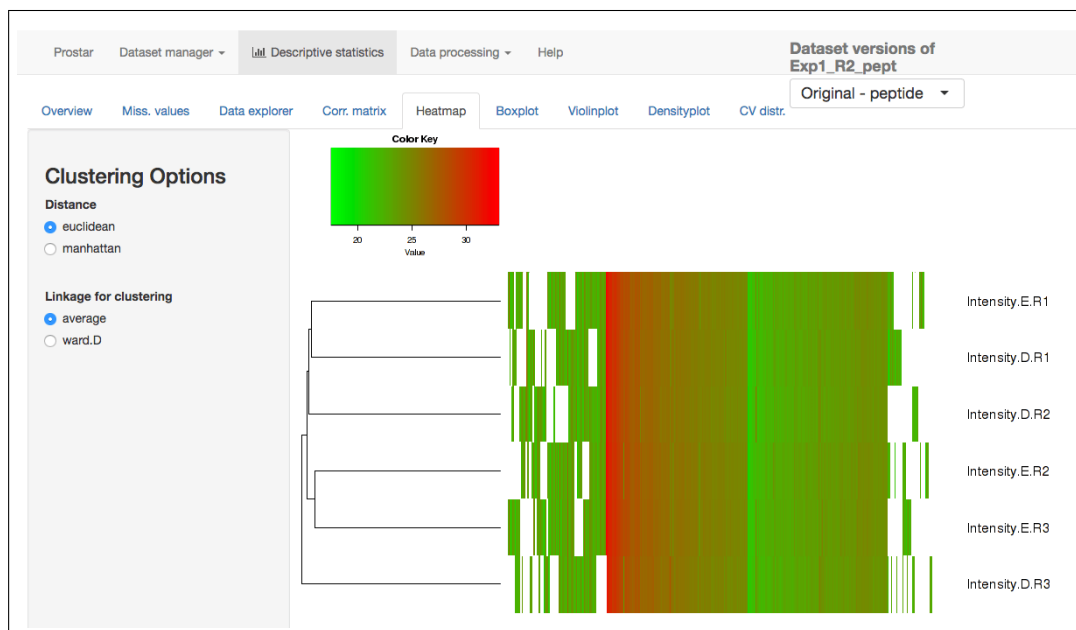 Prostar Dataset manager Descriptive statistics Data processing Help
Dataset versions of
Exp1_R2_pept
Original - peptide
Overview Miss. values Data explorer Corr. matrix Heatmap Boxplot Violinplot Densityplot CV distr.
Clustering Options
Distance
euclidean
manhattan
Linkage for clustering
average
ward.D
Color Key
20 25 30
Value
Intensity.E.R1
Intensity.D.R1
Intensity.D.R2
Intensity.E.R2
Intensity.E.R3
Intensity.D.R3